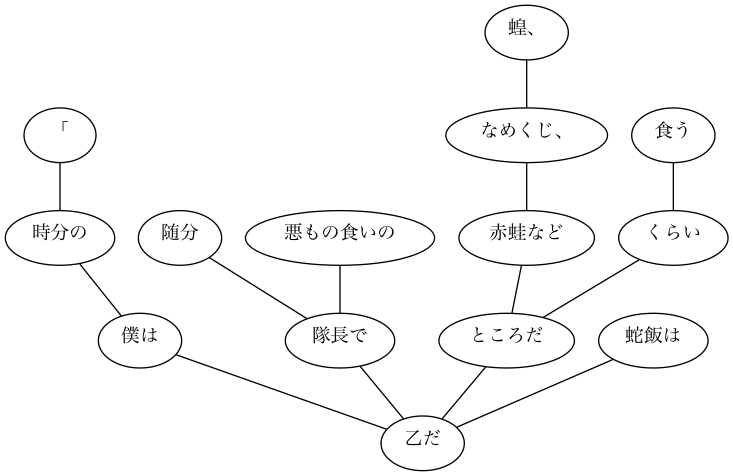 蝗、
「
なめくじ、
食う
時分の
随分
悪もの食いの
赤蛙など
くらい
僕は
隊長で
ところだ
蛇飯は
乙だ